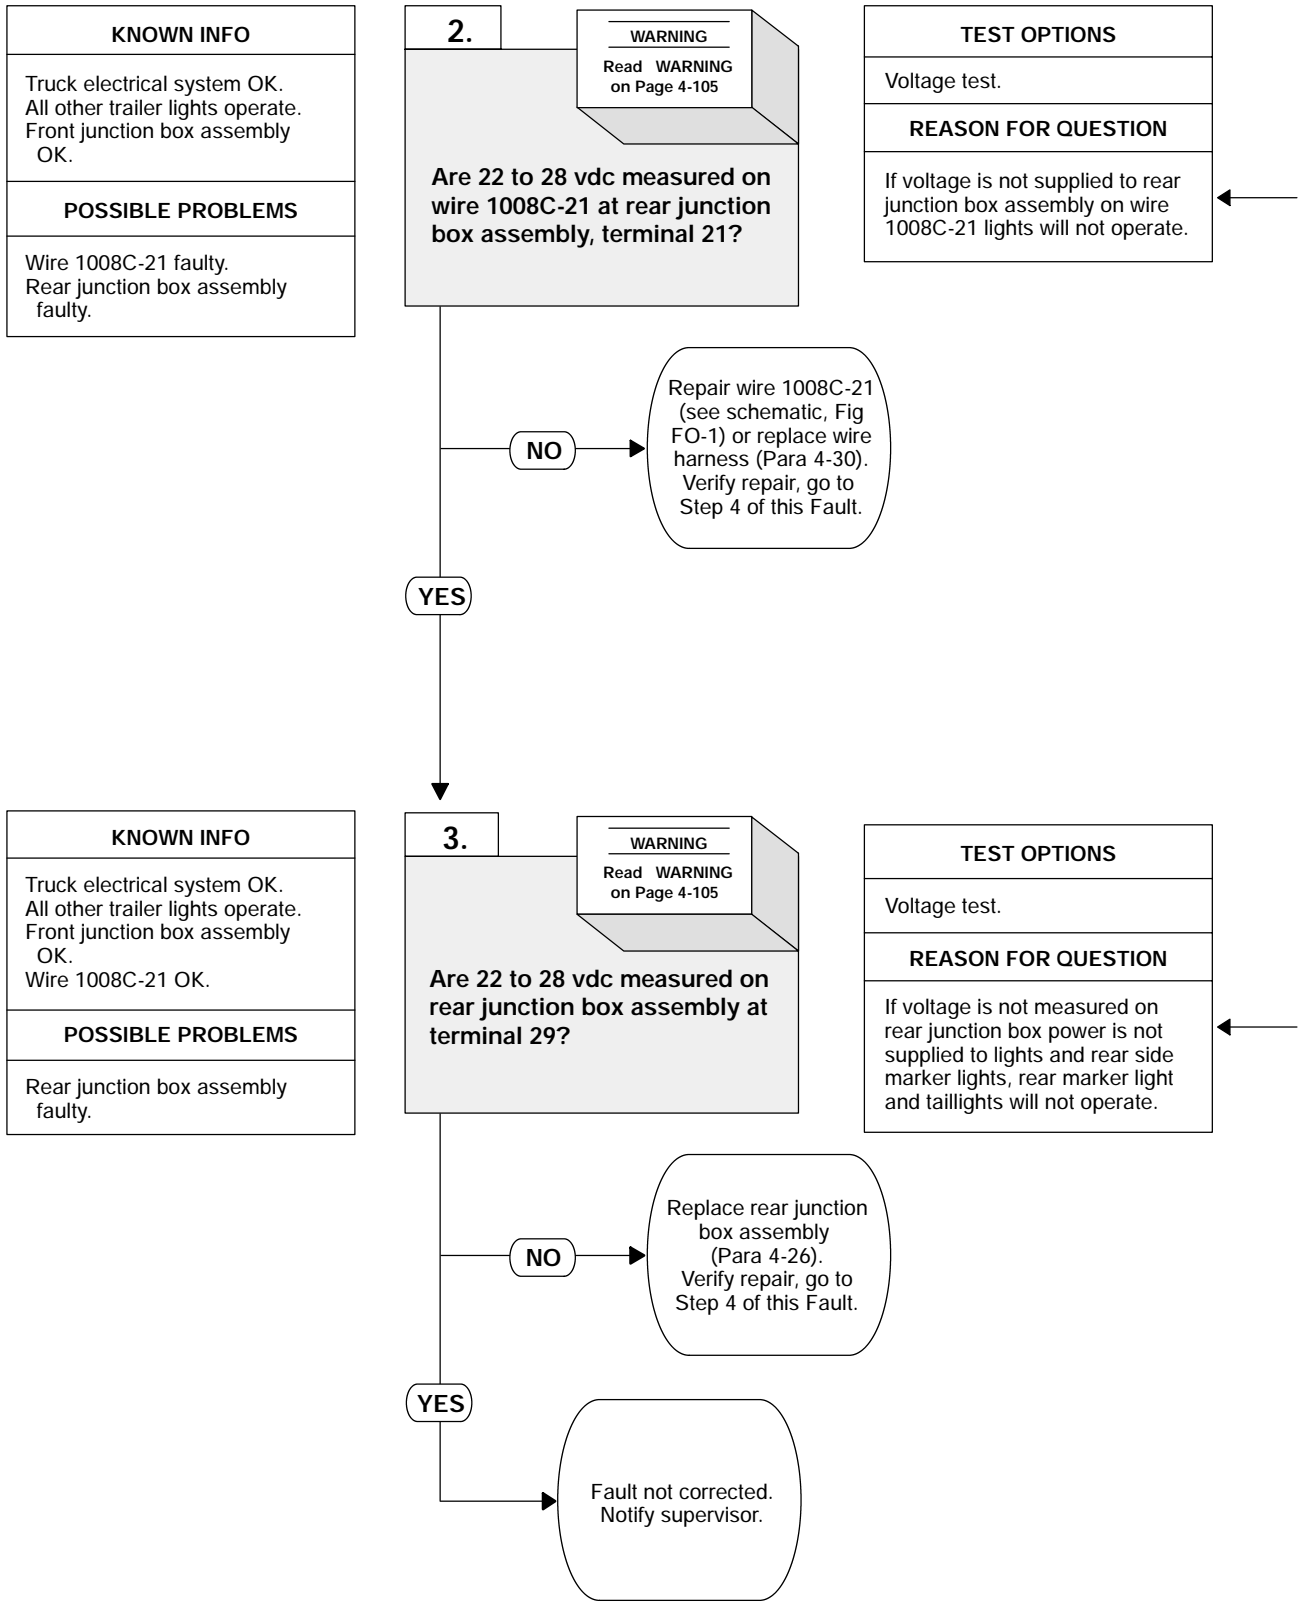 KNOWN INFO
Truck electrical system OK.
All other trailer lights operate.
Front junction box assembly
OK.
POSSIBLE PROBLEMS
Wire 1008C-21 faulty.
Rear junction box assembly
faulty.
2.
WARNING
Read WARNING
on Page 4-105
Are 22 to 28 vdc measured on
wire 1008C-21 at rear junction
box assembly, terminal 21?
TEST OPTIONS
Voltage test.
REASON FOR QUESTION
If voltage is not supplied to rear
junction box assembly on wire
1008C-21 lights will not operate.
NO
Repair wire 1008C-21
(see schematic, Fig
FO-1) or replace wire
harness (Para 4-30).
Verify repair, go to
Step 4 of this Fault.
YES
KNOWN INFO
Truck electrical system OK.
All other trailer lights operate.
Front junction box assembly
OK.
Wire 1008C-21 OK.
POSSIBLE PROBLEMS
Rear junction box assembly
faulty.
3.
WARNING
Read WARNING
on Page 4-105
Are 22 to 28 vdc measured on
rear junction box assembly at
terminal 29?
TEST OPTIONS
Voltage test.
REASON FOR QUESTION
If voltage is not measured on
rear junction box power is not
supplied to lights and rear side
marker lights, rear marker light
and taillights will not operate.
NO
Replace rear junction
box assembly
(Para 4-26).
Verify repair, go to
Step 4 of this Fault.
YES
Fault not corrected.
Notify supervisor.